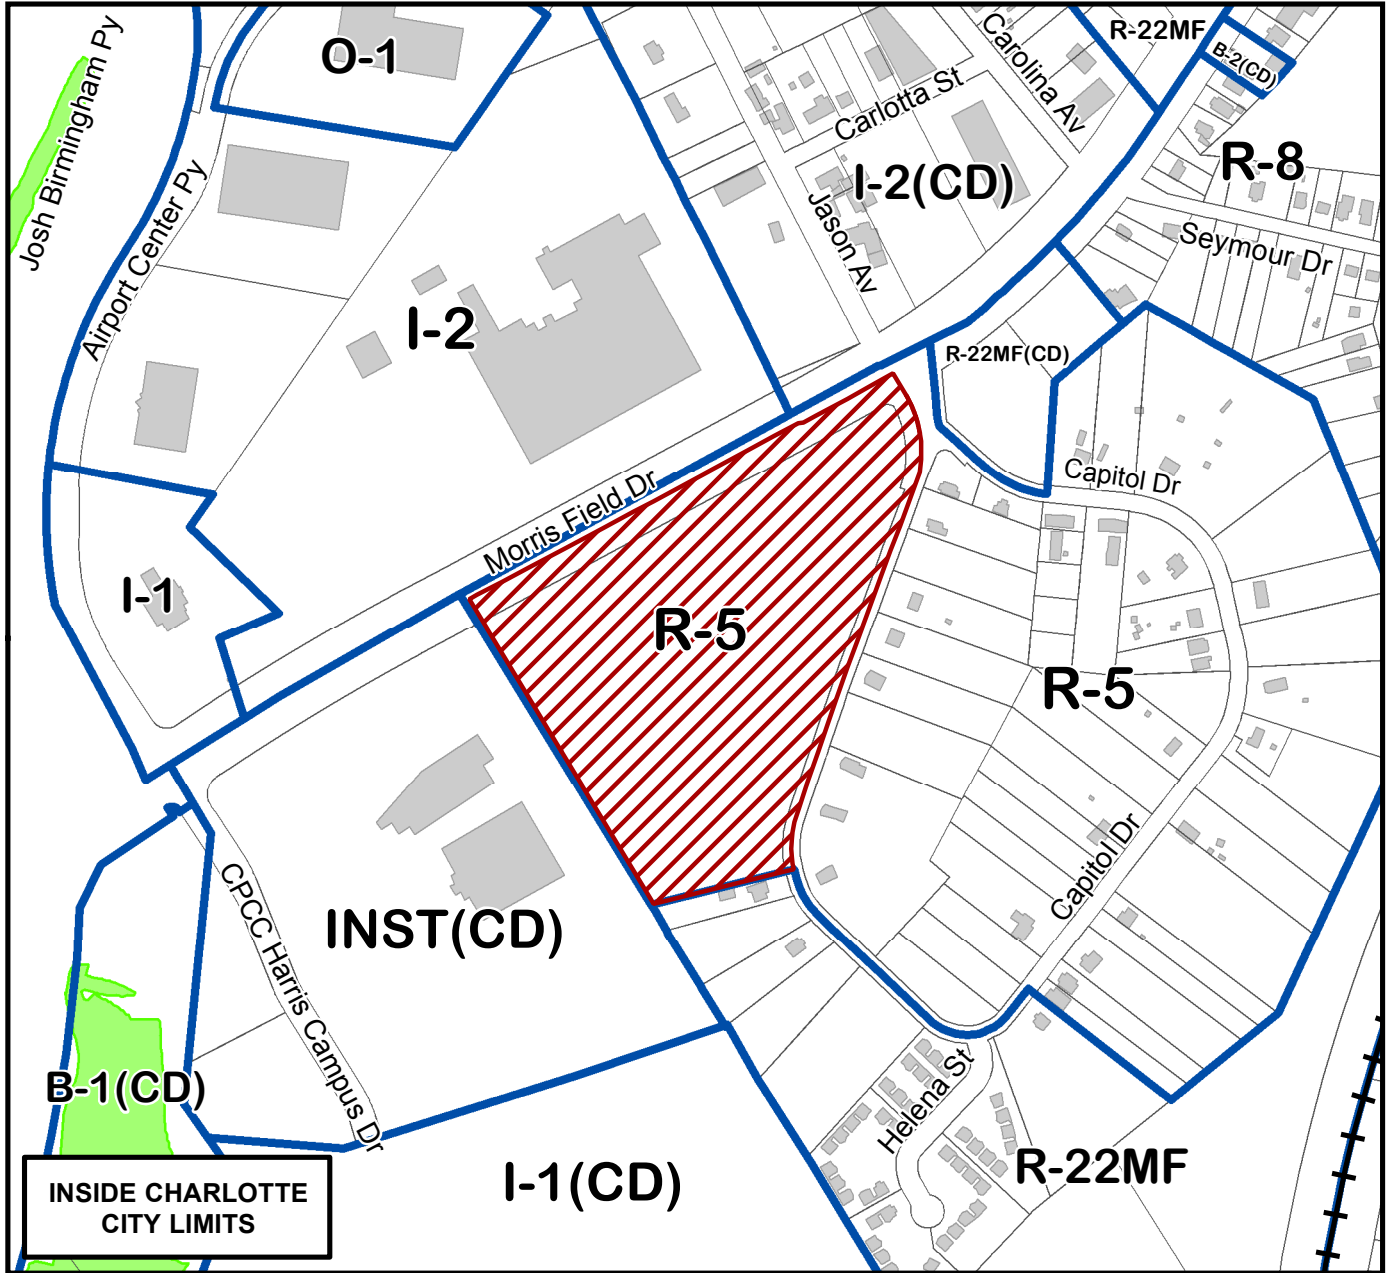 Josh Birmingham Py
O-1
Airport Center Py
I-2
Carlotta St
Carolina Av
Jason Av
I-2(CD)
R-22MF
B-2(CD)
R-8
Seymour Dr
R-22MF(CD)
Capitol Dr
Morris Field Dr
I-1
R-5
R-5
Capitol Dr
INST(CD)
CPCC Harris Campus Dr
B-1(CD)
I-1(CD)
Helena St
R-22MF
INSIDE CHARLOTTE
CITY LIMITS